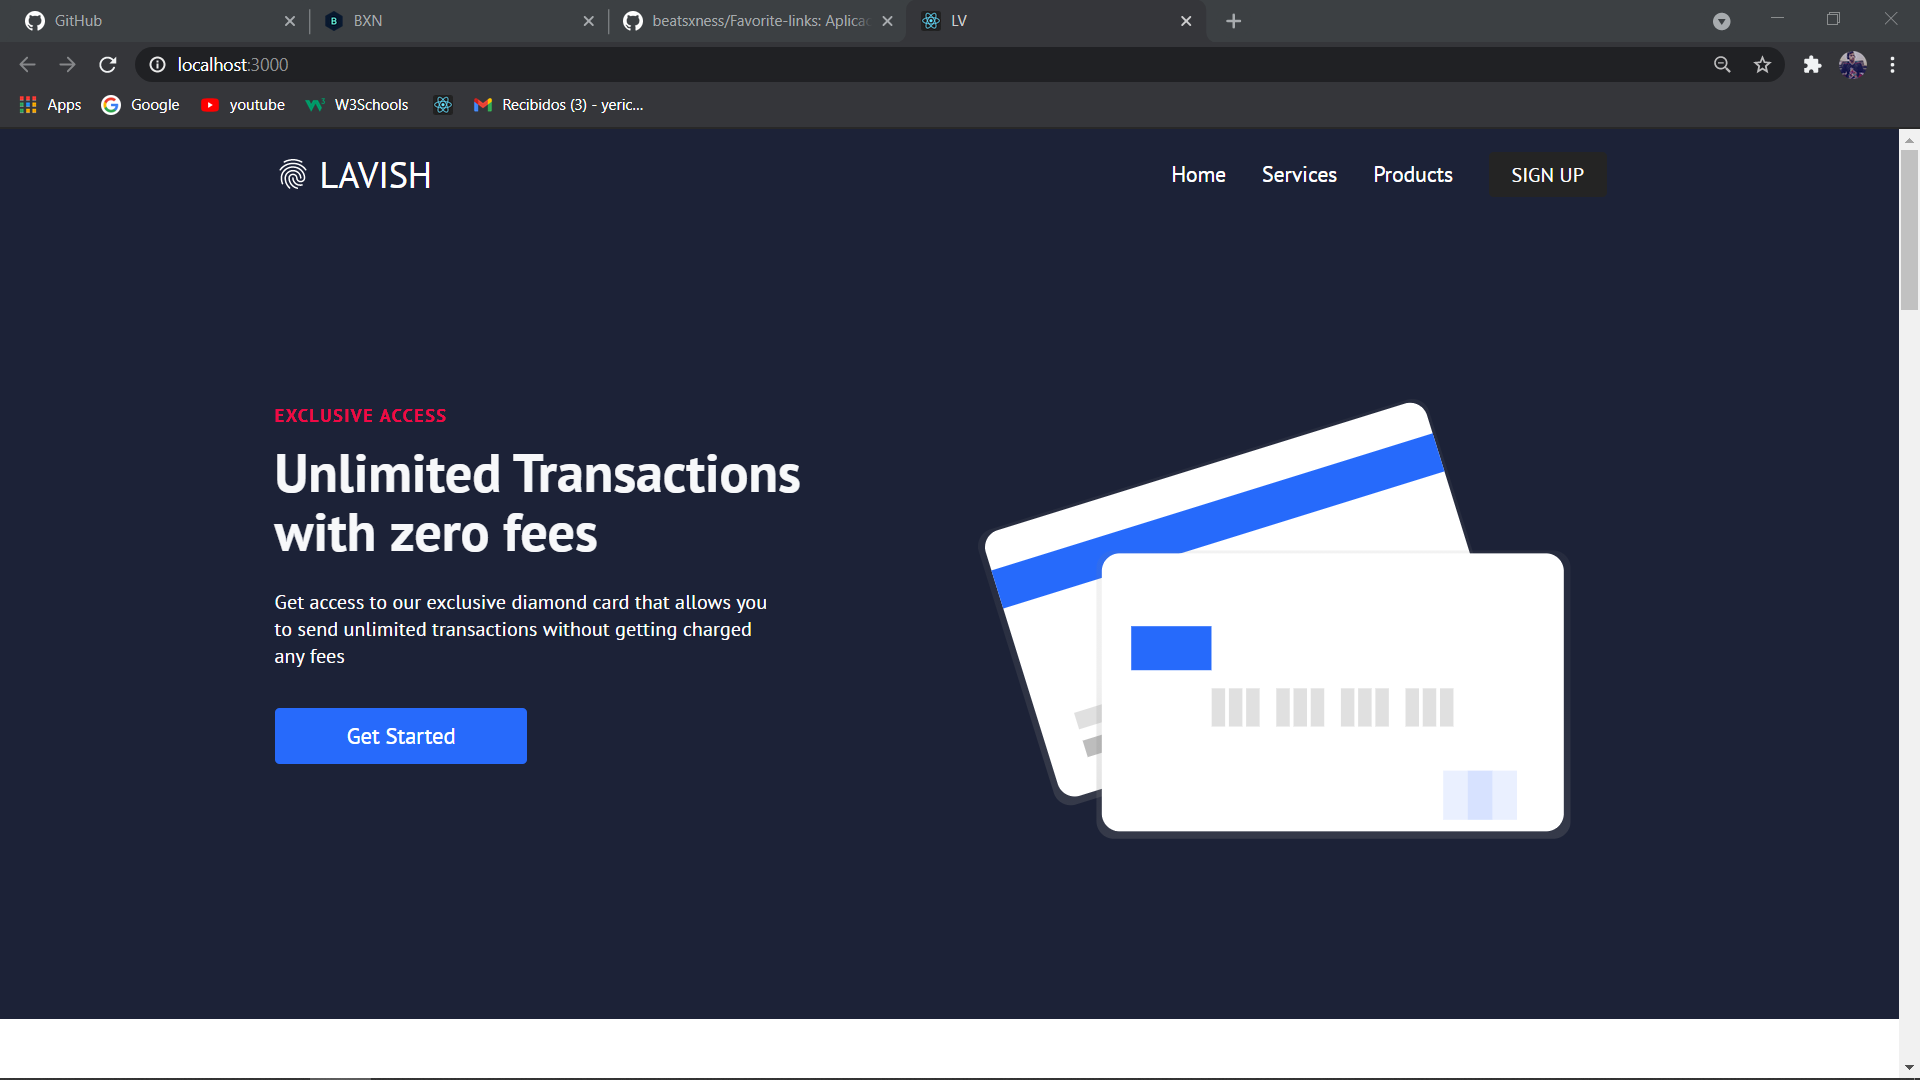 GitHub
BXN
beatsxness/Favorite-links: Aplicac
LV
localhost:3000
Apps
Google
youtube
W3Schools
Recibidos (3) - yeric...
LAVISH
Home
Services
Products
SIGN UP
EXCLUSIVE ACCESS
Unlimited Transactions
with zero fees
Get access to our exclusive diamond card that allows you
to send unlimited transactions without getting charged
any fees
Get Started